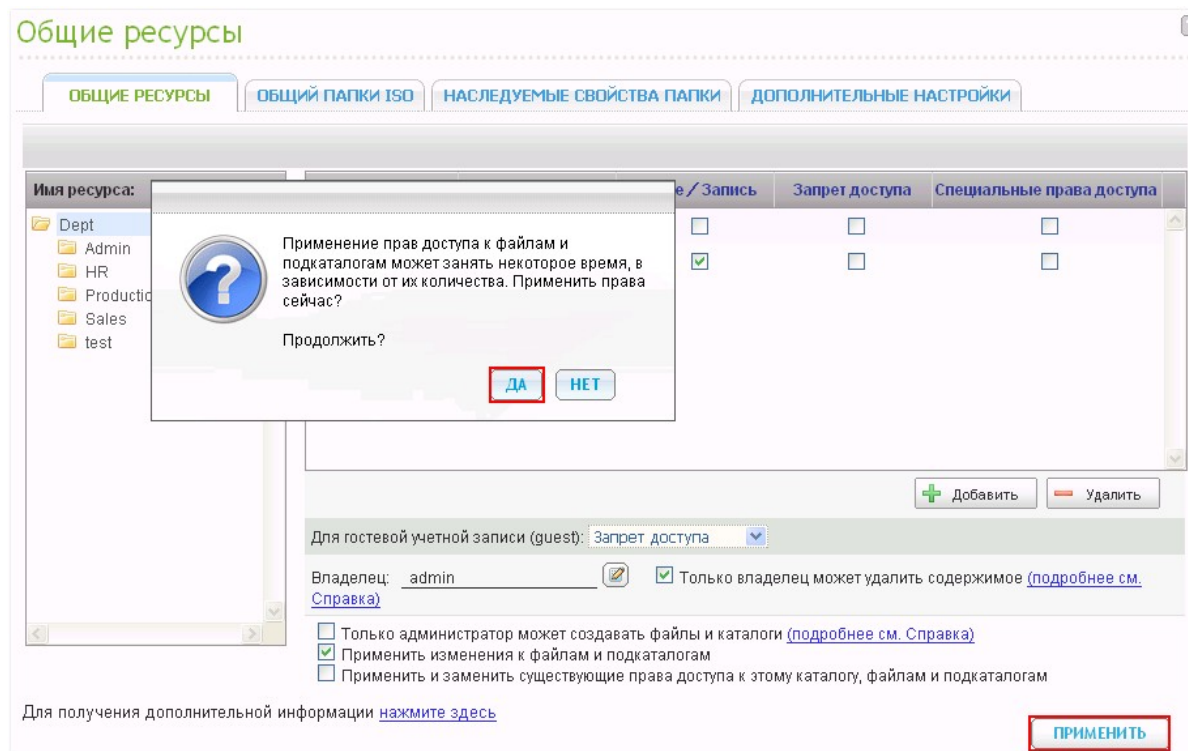 Общие ресурсы
ОБЩИЕ РЕСУРСЫ
ОБЩИЙ ПАПКИ ISO
НАСЛЕДУЕМЫЕ СВОЙСТВА ПАПКИ
ДОПОЛНИТЕЛЬНЫЕ НАСТРОЙКИ
Имя ресурса:
е / Запись
Запрет доступа
Специальные права доступа
Dept
Admin
HR
Productio
Sales
test
Применение прав доступа к файлам и
подкаталогам может занять некоторое время, в
зависимости от их количества. Применить права
сейчас?
Продолжить?
ДА
НЕТ
Добавить
Удалить
Для гостевой учетной записи (guest): Запрет доступа
Владелец: admin
Только владелец может удалить содержимое (подробнее см.
Справка)
Только администратор может создавать файлы и каталоги (подробнее см. Справка)
Применить изменения к файлам и подкаталогам
Применить и заменить существующие права доступа к этому каталогу, файлам и подкаталогам
Для получения дополнительной информации нажмите здесь
ПРИМЕНИТЬ